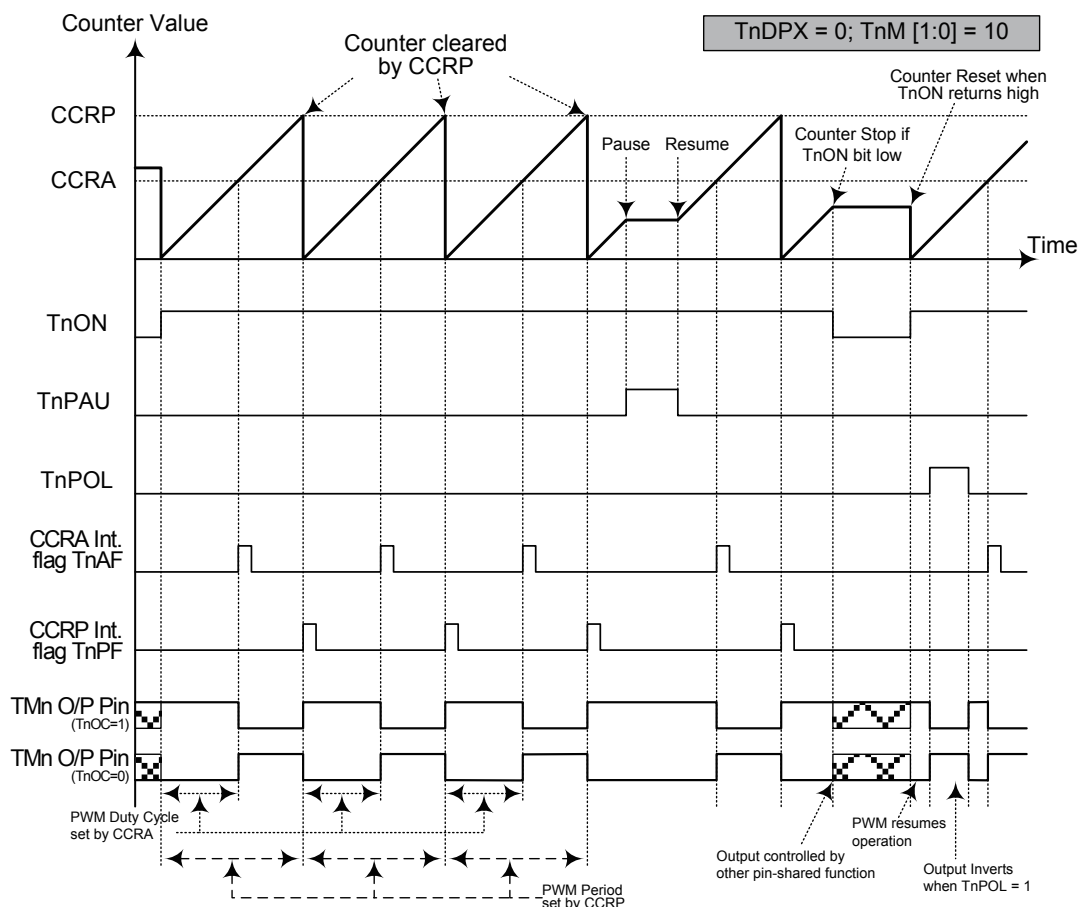 Counter Value
TnDPX = 0; TnM [1:0] = 10
Counter cleared
by CCRP
Counter Reset when
TnON returns high
CCRP
Counter Stop if
TnON bit low
Pause
Resume
CCRA
Time
TnON
TnPAU
TnPOL
CCRA Int.
flag TnAF
CCRP Int.
flag TnPF
TMn O/P Pin
(TnOC=1)
TMn O/P Pin
(TnOC=0)
PWM Duty Cycle
set by CCRA
PWM resumes
operation
Output controlled by
other pin-shared function
Output Inverts
when TnPOL = 1
PWM Period
set by CCRP